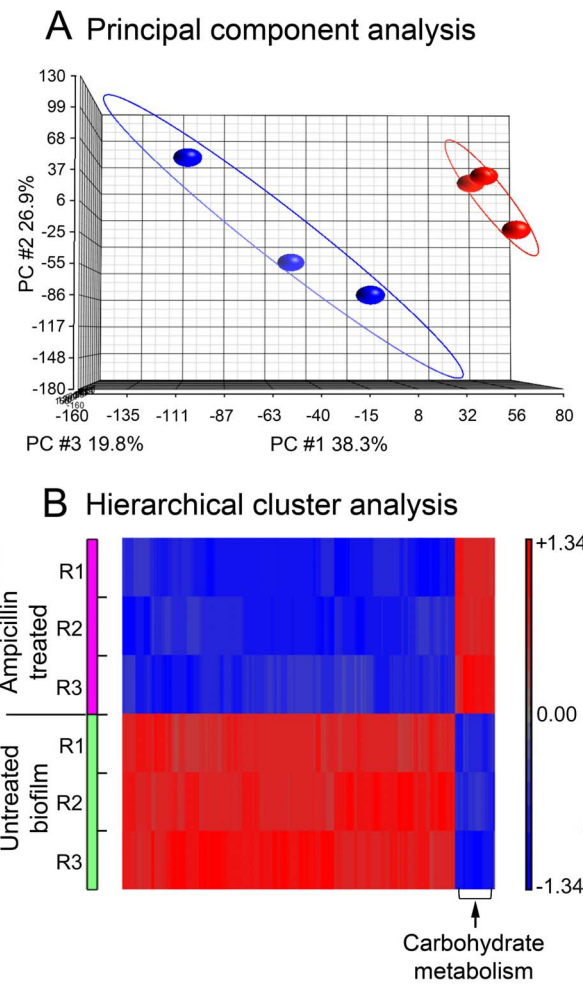 A Principal component analysis
130
99
68
37
6
-25
-55
-86
-117
-148
-180
PC #2 26.9%
-160
-160 -135 -111 -87 -63 -40 -15 8 32 56 80
PC #3 19.8% PC #1 38.3%
B Hierarchical cluster analysis
Ampicillin
treated
R1
R2
R3
Untreated
biofilm
R1
R2
R3
+1.34
0.00
-1.34
Carbohydrate
metabolism